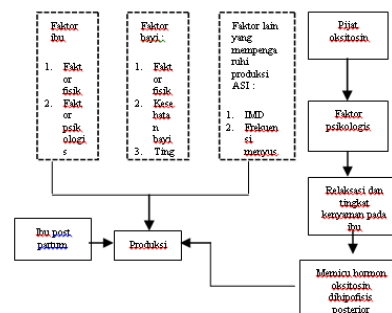 Faktor
ibu
1. Fakt
or
fisik
2. Fakt
or
psik
ologi
s
Faktor
bayi :
1. Fakt
or
fisik
2. Kese
hata
n
bayi
3. Ting
Faktor lain
yang
mempenga
ruhi
produksi
ASI :
1. IMD
2. Frekuen
si
menyus
Pijat
oksitosin
Faktor
psikologis
Relaksasi dan
tingkat
kenyaman pada
ibu
Ibu post
partum
Produksi
Memicu hormon
oksitosin
dihipofisis
posterior